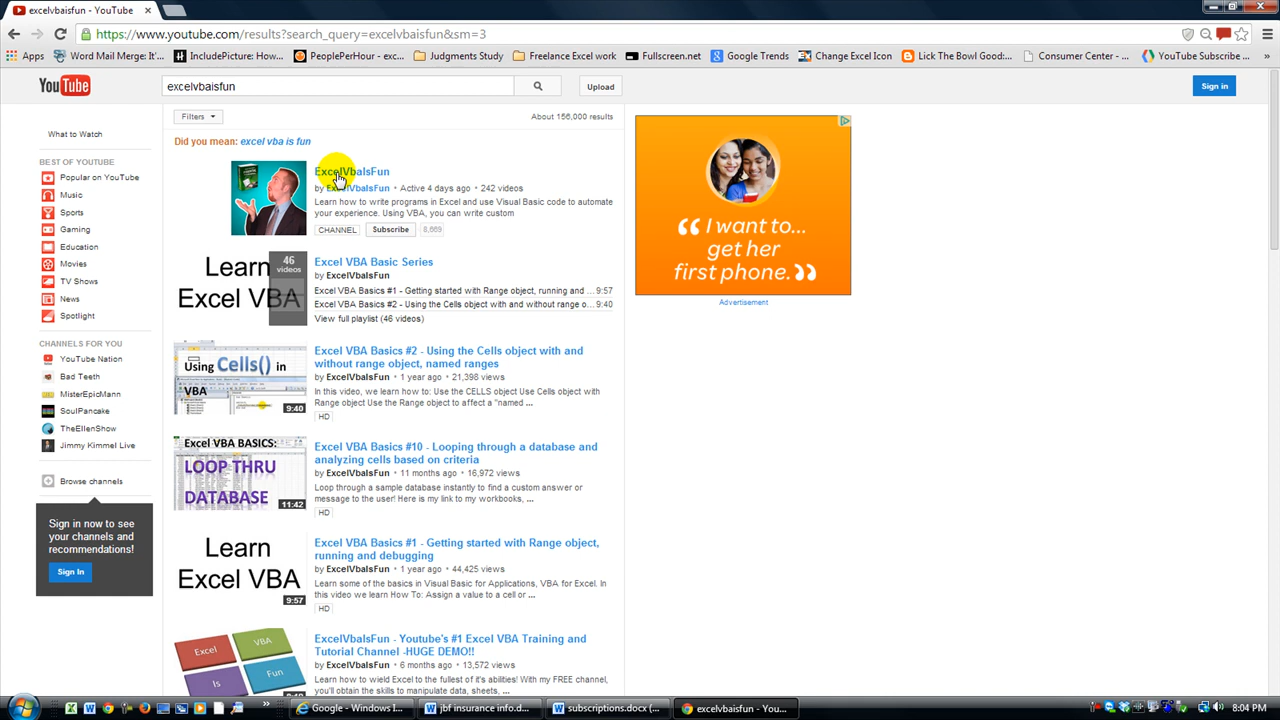 excelvbaisfun - YouTube
https://www.youtube.com/results?search_query=excelvbaisfun&sm=3
Apps
Word Mail Merge: It'...
IncludePicture: How...
PeoplePerHour - exc...
Judgments Study
Freelance Excel work
Fullscreen.net
Google Trends
Change Excel Icon
Lick The Bowl Good:...
Consumer Center - ...
YouTube Subscribe ...
YouTube
excelvbaisfun
Upload
Sign in
Filters
About 156,000 results
What to Watch
BEST OF YOUTUBE
Popular on YouTube
Music
Sports
Gaming
Education
Movies
TV Shows
News
Spotlight
CHANNELS FOR YOU
YouTube Nation
Bad Teeth
MisterEpicMann
SoulPancake
TheEllenShow
Jimmy Kimmel Live
Browse channels
Sign in now to see
your channels and
recommendations!
Sign In
Did you mean: excel vba is fun
ExcelVbaIsFun
by ExcelVbaIsFun • Active 4 days ago • 242 videos
Learn how to write programs in Excel and use Visual Basic code to automate
your experience. Using VBA, you can write custom
CHANNEL
Subscribe
8,669
Learn
Excel VBA
46
videos
Excel VBA Basic Series
by ExcelVbaIsFun
Excel VBA Basics #1 - Getting started with Range object, running and ... 9:57
Excel VBA Basics #2 - Using the Cells object with and without range o... 9:40
View full playlist (46 videos)
Using Cells() in
VBA
9:40
Excel VBA Basics #2 - Using the Cells object with and
without range object, named ranges
by ExcelVbaIsFun • 1 year ago • 21,398 views
In this video, we learn how to: Use the CELLS object Use Cells object with
Range object Use the Range object to affect a "named ...
HD
Excel VBA BASICS:
LOOP THRU
DATABASE
11:42
Excel VBA Basics #10 - Looping through a database and
analyzing cells based on criteria
by ExcelVbaIsFun • 11 months ago • 16,972 views
Loop through a sample database instantly to find a custom answer or
message to the user! Here is my link to my workbooks, ...
HD
Learn
Excel VBA
9:57
Excel VBA Basics #1 - Getting started with Range object,
running and debugging
by ExcelVbaIsFun • 1 year ago • 44,425 views
Learn some of the basics in Visual Basic for Applications, VBA for Excel. In
this video we learn How To: Assign a value to a cell or ...
HD
Excel
VBA
Is
Fun
ExcelVbaIsFun - Youtube's #1 Excel VBA Training and
Tutorial Channel -HUGE DEMO!!
by ExcelVbaIsFun • 6 months ago • 13,572 views
Learn how to wield Excel to the fullest of it's abilities! With my FREE channel,
you'll obtain the skills to manipulate data, sheets, ...
“ I want to...
get her
first phone. ”
Advertisement
Google - Windows I...
jbf insurance info.d...
subscriptions.docx (...
excelvbaisfun - You...
8:04 PM